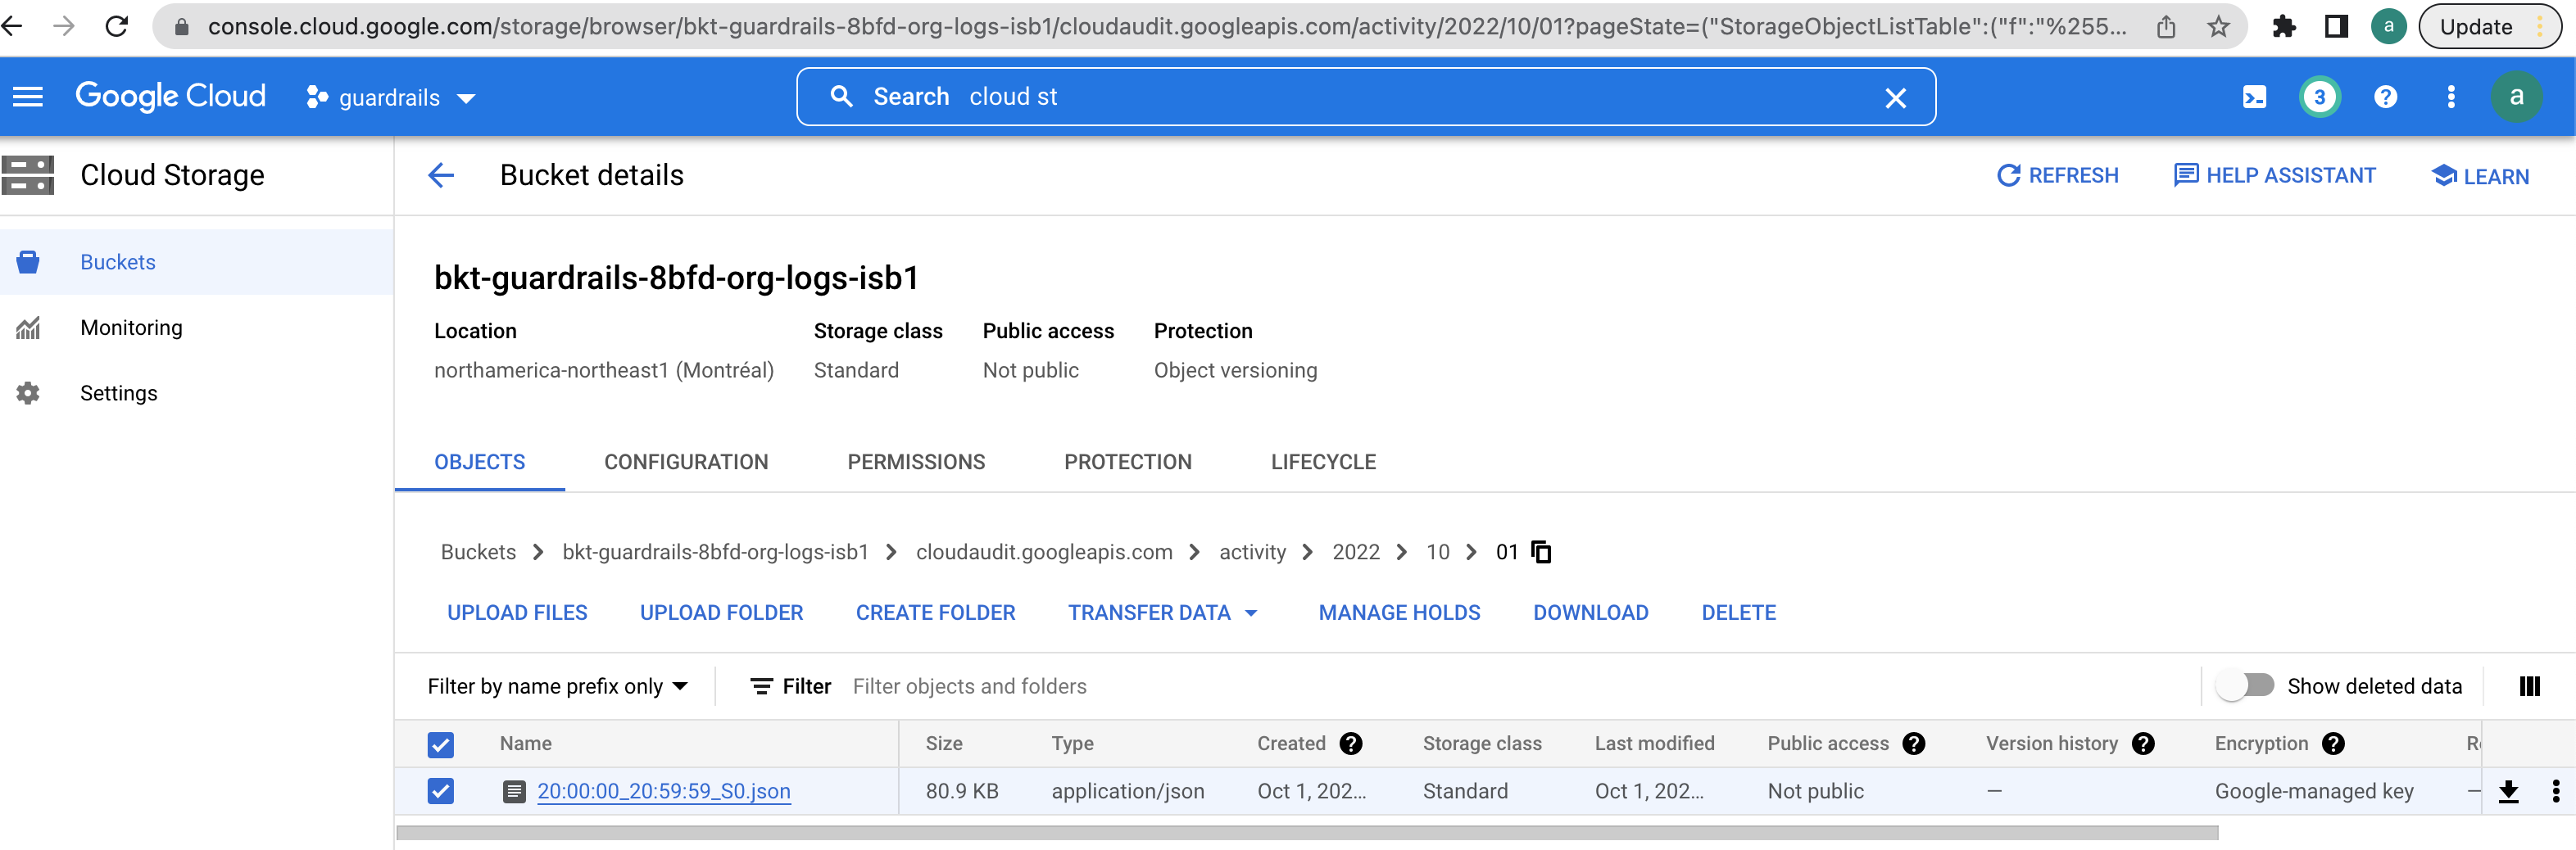 console.cloud.google.com/storage/browser/bkt-guardrails-8bfd-org-logs-isb1/cloudaudit.googleapis.com/activity/2022/10/01?pageState=("StorageObjectListTable":("f":"%255... a Update
Google Cloud guardrails Search cloud st 3 ? a
Cloud Storage Bucket details REFRESH HELP ASSISTANT LEARN
Buckets
Monitoring
Settings
bkt-guardrails-8bfd-org-logs-isb1
Location Storage class Public access Protection
northamerica-northeast1 (Montréal) Standard Not public Object versioning
OBJECTS CONFIGURATION PERMISSIONS PROTECTION LIFECYCLE
Buckets > bkt-guardrails-8bfd-org-logs-isb1 > cloudaudit.googleapis.com > activity > 2022 > 10 > 01
UPLOAD FILES UPLOAD FOLDER CREATE FOLDER TRANSFER DATA MANAGE HOLDS DOWNLOAD DELETE
Filter by name prefix only Filter Filter objects and folders Show deleted data
Name Size Type Created ? Storage class Last modified Public access ? Version history ? Encryption ?
20:00:00_20:59:59_S0.json 80.9 KB application/json Oct 1, 202... Standard Oct 1, 202... Not public — Google-managed key —